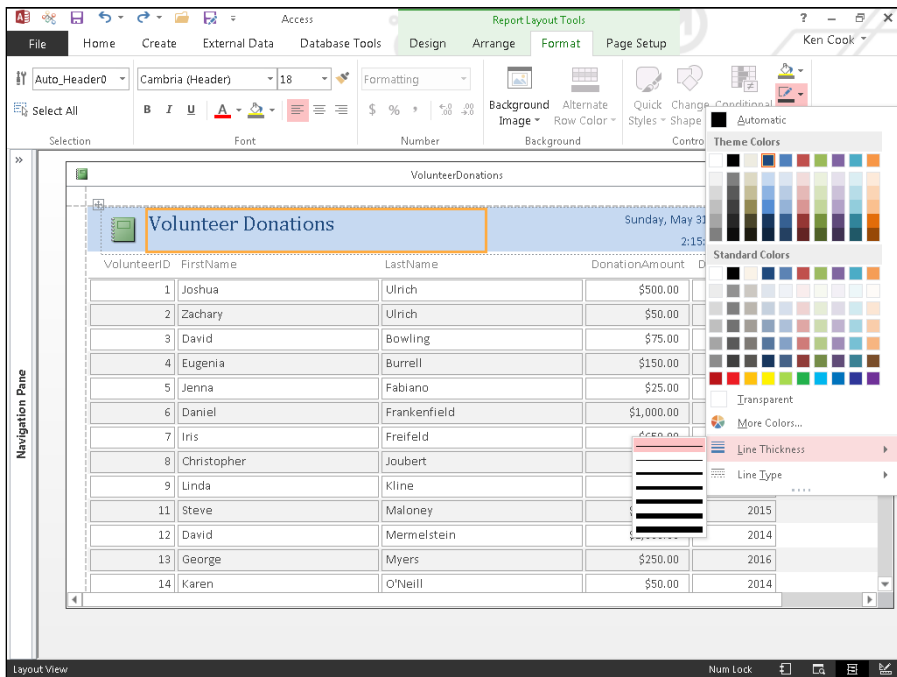 Access
Report Layout Tools
?
Ken Cook
File Home Create External Data Database Tools Design Arrange Format Page Setup
Auto_Header0
Cambria (Header) 18
Formatting
Select All
B I U A
$ % ,
Background Image
Alternate Row Color
Quick Styles
Change Shape
Conditional
Selection Font Number Background Contro
Automatic
Theme Colors
Standard Colors
Transparent
More Colors...
Line Thickness
Line Type
»
Navigation Pane
VolunteerDonations
Volunteer Donations
Sunday, May 31
2:15:
VolunteerID FirstName LastName DonationAmount D
1 Joshua Ulrich $500.00
2 Zachary Ulrich $50.00
3 David Bowling $75.00
4 Eugenia Burrell $150.00
5 Jenna Fabiano $25.00
6 Daniel Frankenfield $1,000.00
7 Iris Freifeld
8 Christopher Joubert
9 Linda Kline
11 Steve Maloney 2015
12 David Mermelstein 2014
13 George Myers $250.00 2016
14 Karen O'Neill $50.00 2014
Layout View
Num Lock